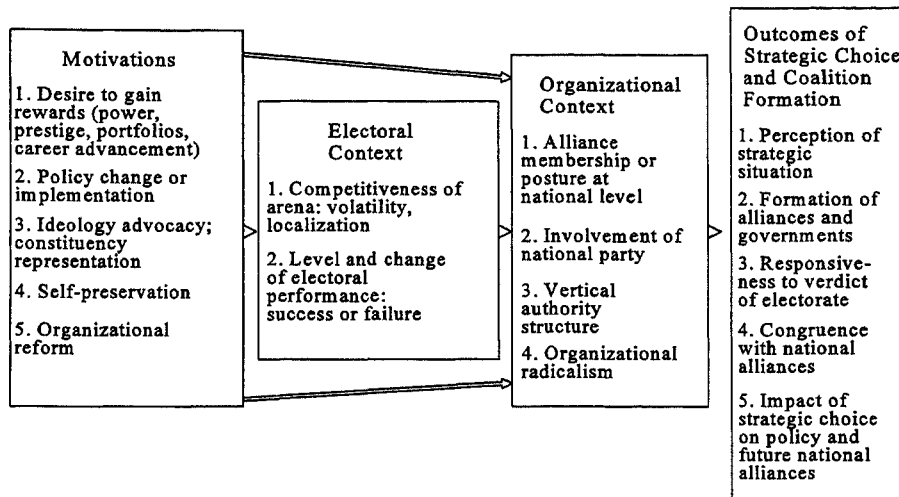 Motivations
1. Desire to gain
rewards (power,
prestige, portfolios,
career advancement)
2. Policy change or
implementation
3. Ideology advocacy;
constituency
representation
4. Self-preservation
5. Organizational
reform
Electoral
Context
1. Competitiveness of
arena: volatility,
localization
2. Level and change
of electoral
performance:
success or failure
Organizational
Context
1. Alliance
membership or
posture at
national level
2. Involvement of
national party
3. Vertical
authority
structure
4. Organizational
radicalism
Outcomes of
Strategic Choice
and Coalition
Formation
1. Perception of
strategic
situation
2. Formation of
alliances and
governments
3. Responsive-
ness to verdict
of electorate
4. Congruence
with national
alliances
5. Impact of
strategic choice
on policy and
future national
alliances